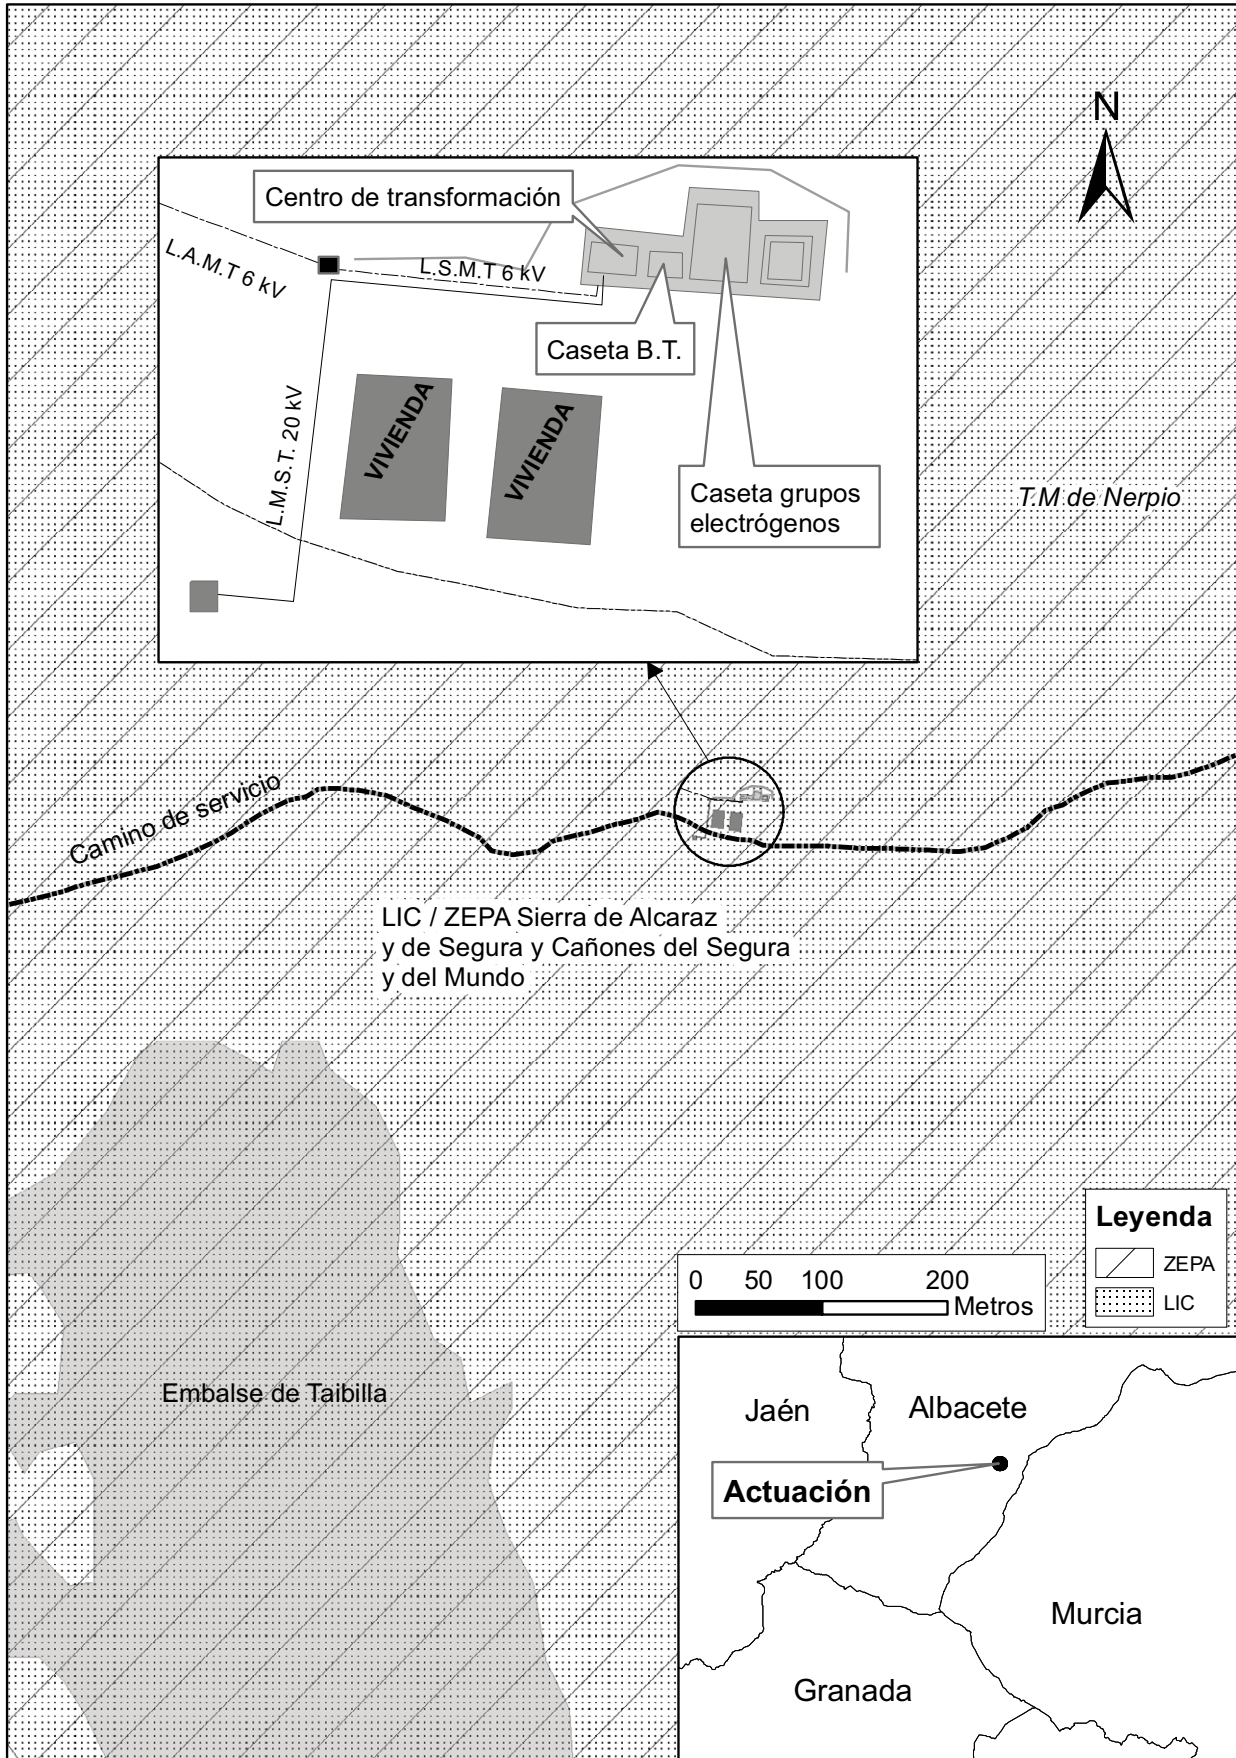 N
Centro de transformación
L.A.M.T 6 kV
L.S.M.T 6 kV
Caseta B.T.
L.M.S.T. 20 kV
VIVIENDA
VIVIENDA
Caseta grupos
electrógenos
T.M de Nerpio
Camino de servicio
LIC / ZEPA Sierra de Alcaraz
y de Segura y Cañones del Segura
y del Mundo
Embalse de Taibilla
Leyenda
ZEPA
LIC
0 50 100 200
Metros
Jaén
Albacete
Actuación
Murcia
Granada